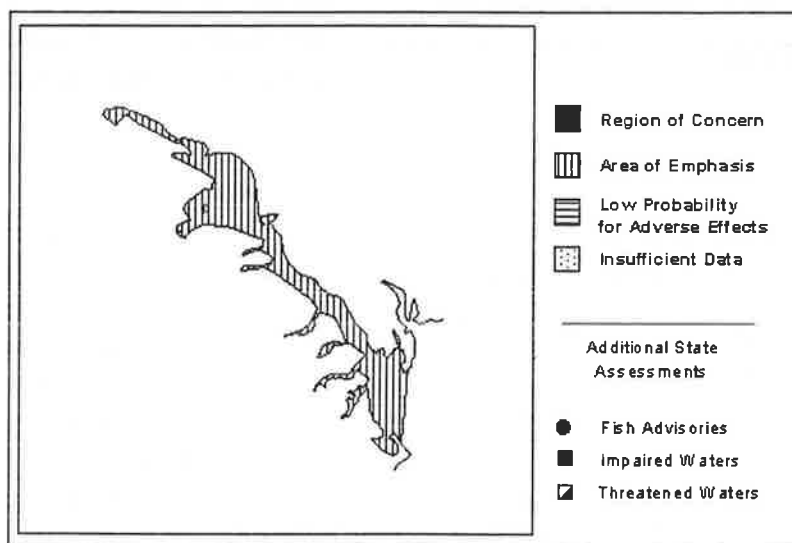 Region of Concern
Area of Emphasis
Low Probability
for Adverse Effects
Insufficient Data
Additional State
Assessments
Fish Advisories
Impaired Waters
Threatened Waters